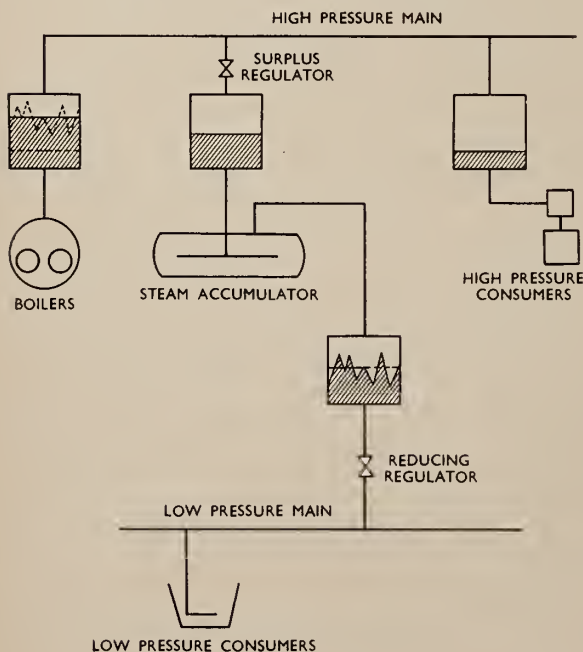 HIGH PRESSURE MAIN
SURPLUS
REGULATOR
BOILERS
STEAM ACCUMULATOR
HIGH PRESSURE
CONSUMERS
REDUCING
REGULATOR
LOW PRESSURE MAIN
LOW PRESSURE CONSUMERS